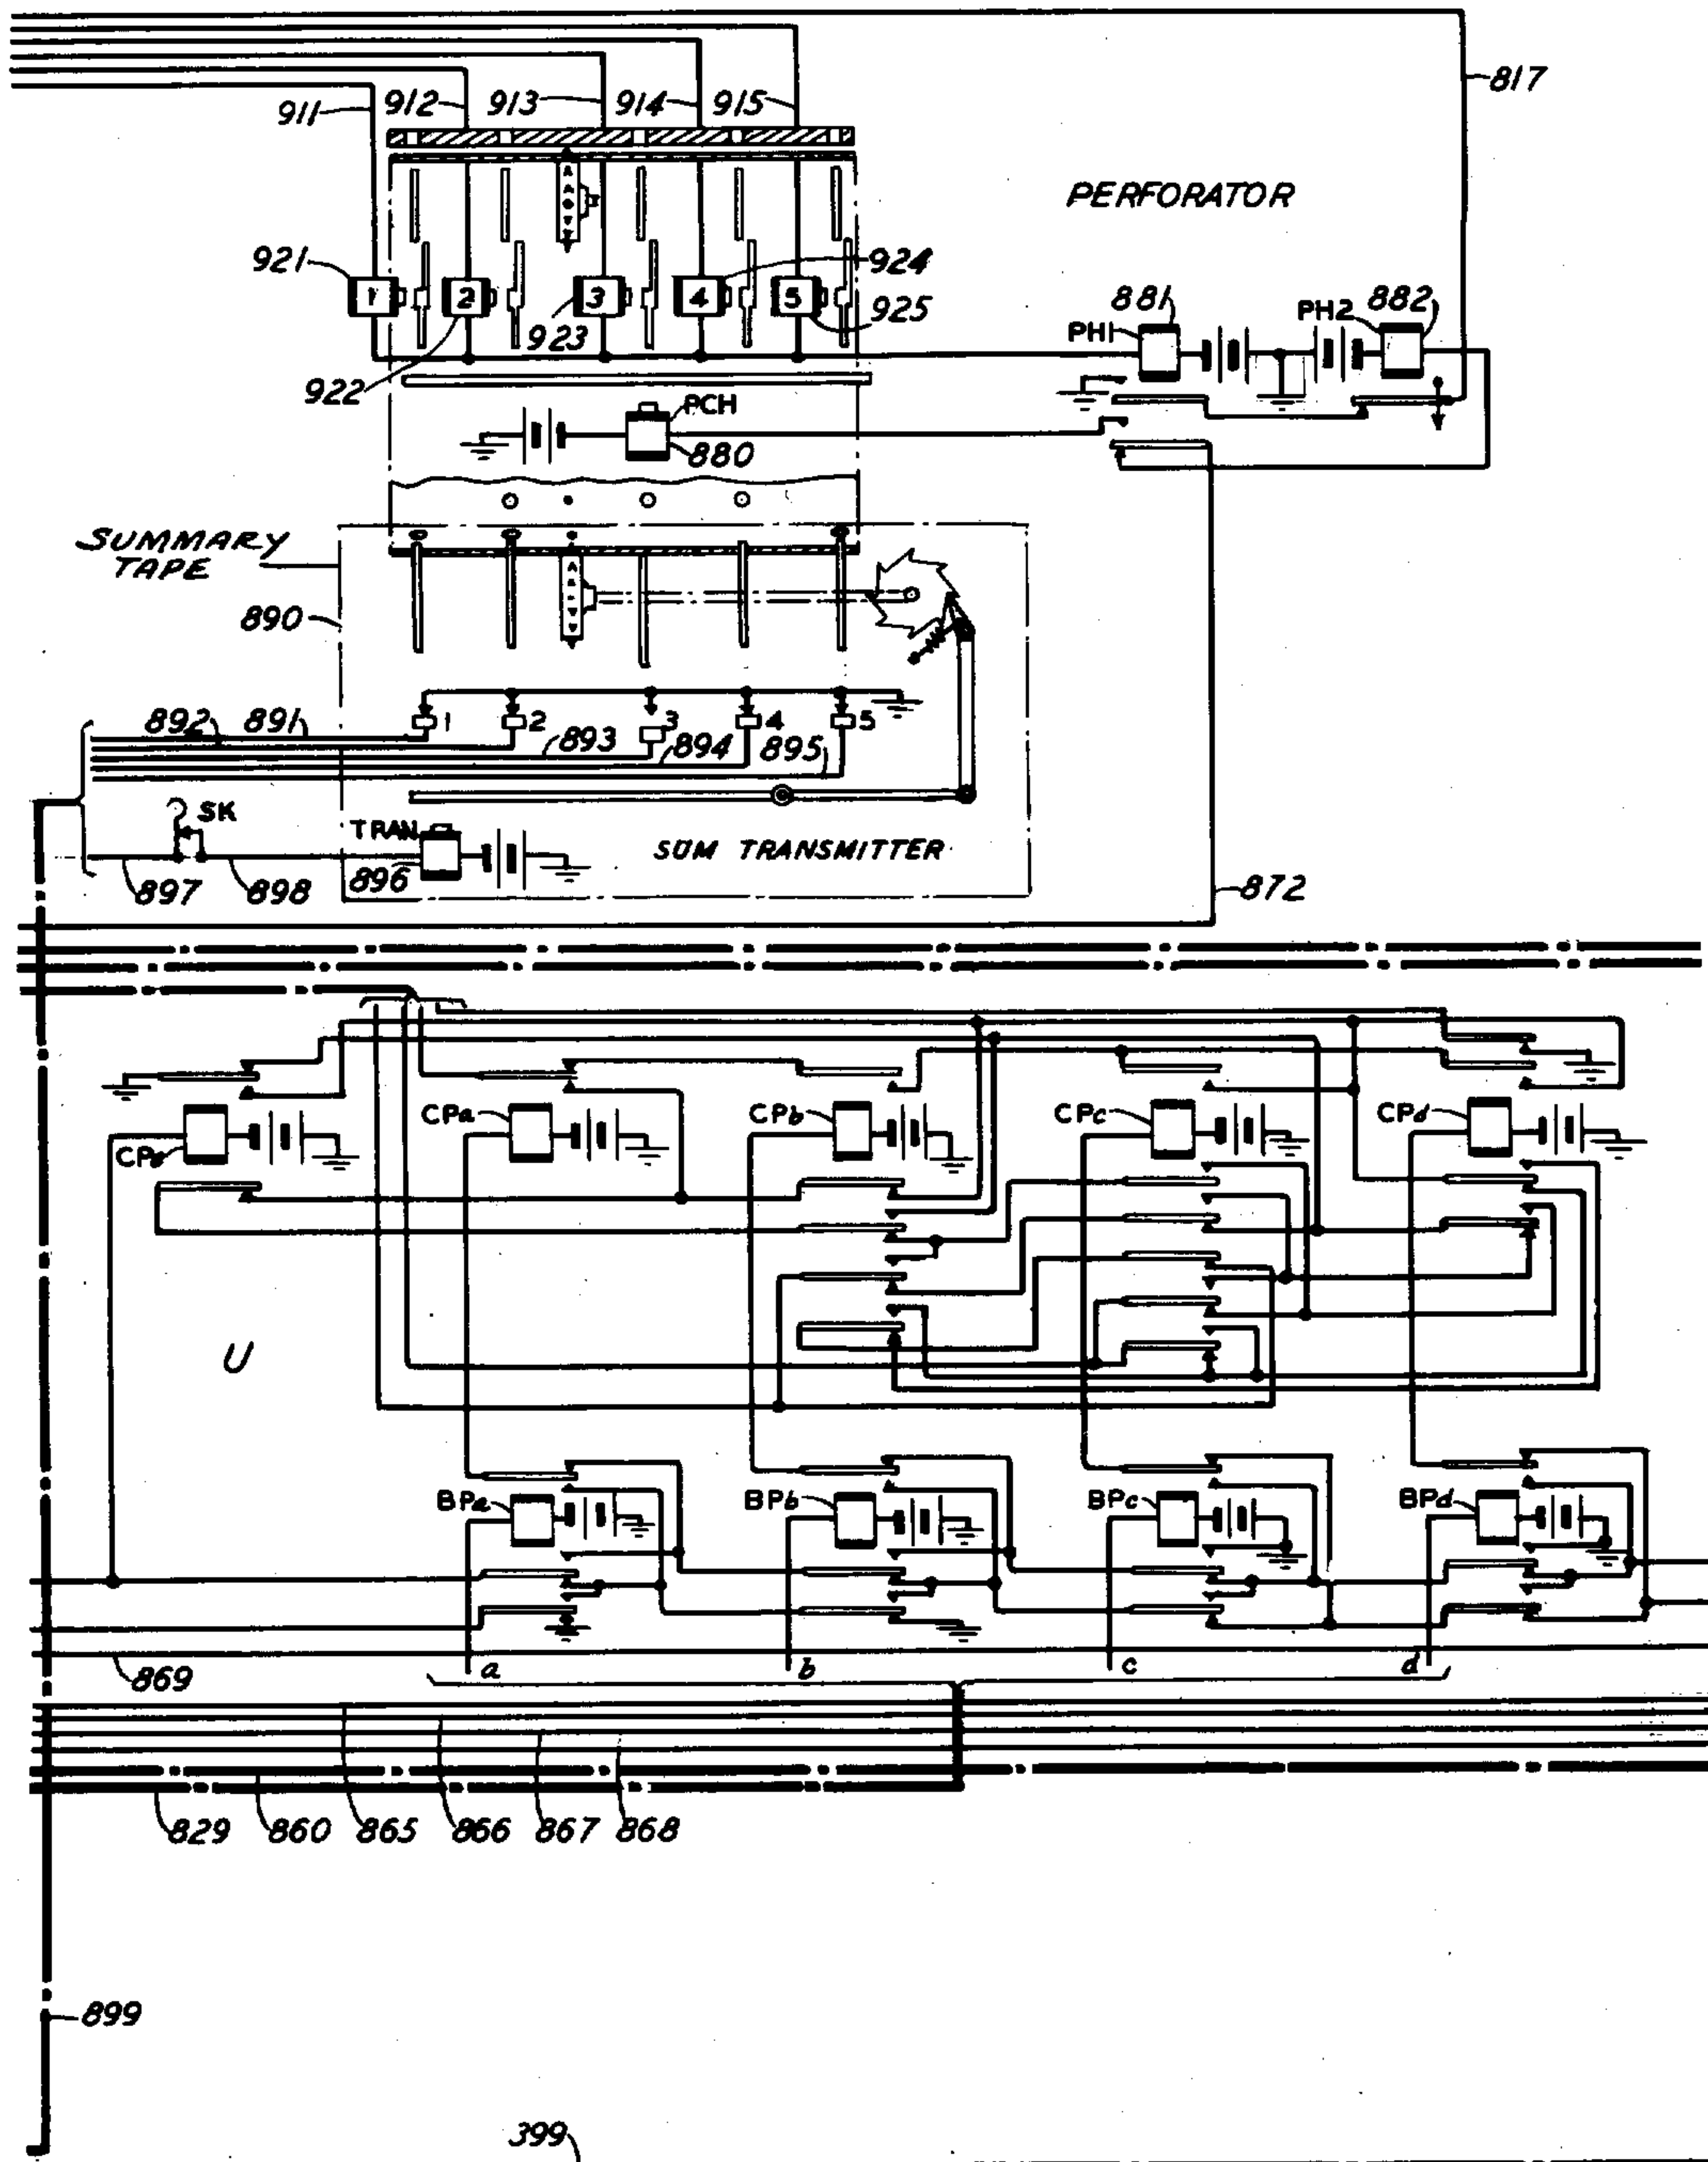 817
911
912
913
914
915
PERFORATOR
921
1
2
3
4
5
924
925
923
922
881
PH1
PH2
882
PCH
880
SUMMARY
TAPE
890
892
891
1
2
3
4
5
893
894
895
SK
TRAN
SUM TRANSMITTER
897
898
896
872
CPa
CPb
CPc
CPd
U
BPa
BPb
BPc
BPd
869
a
b
c
d
829
860
865
866
867
868
899
399